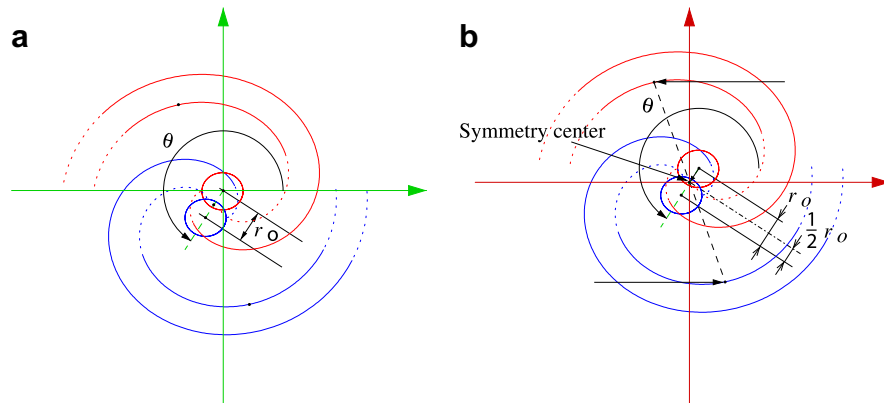 a
θ
r o
b
θ
Symmetry center
r o
1/2 r o